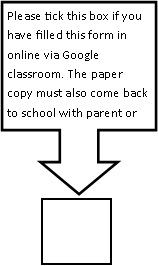 Please tick this box if you
have filled this form in
online via Google
classroom. The paper
copy must also come back
to school with parent or